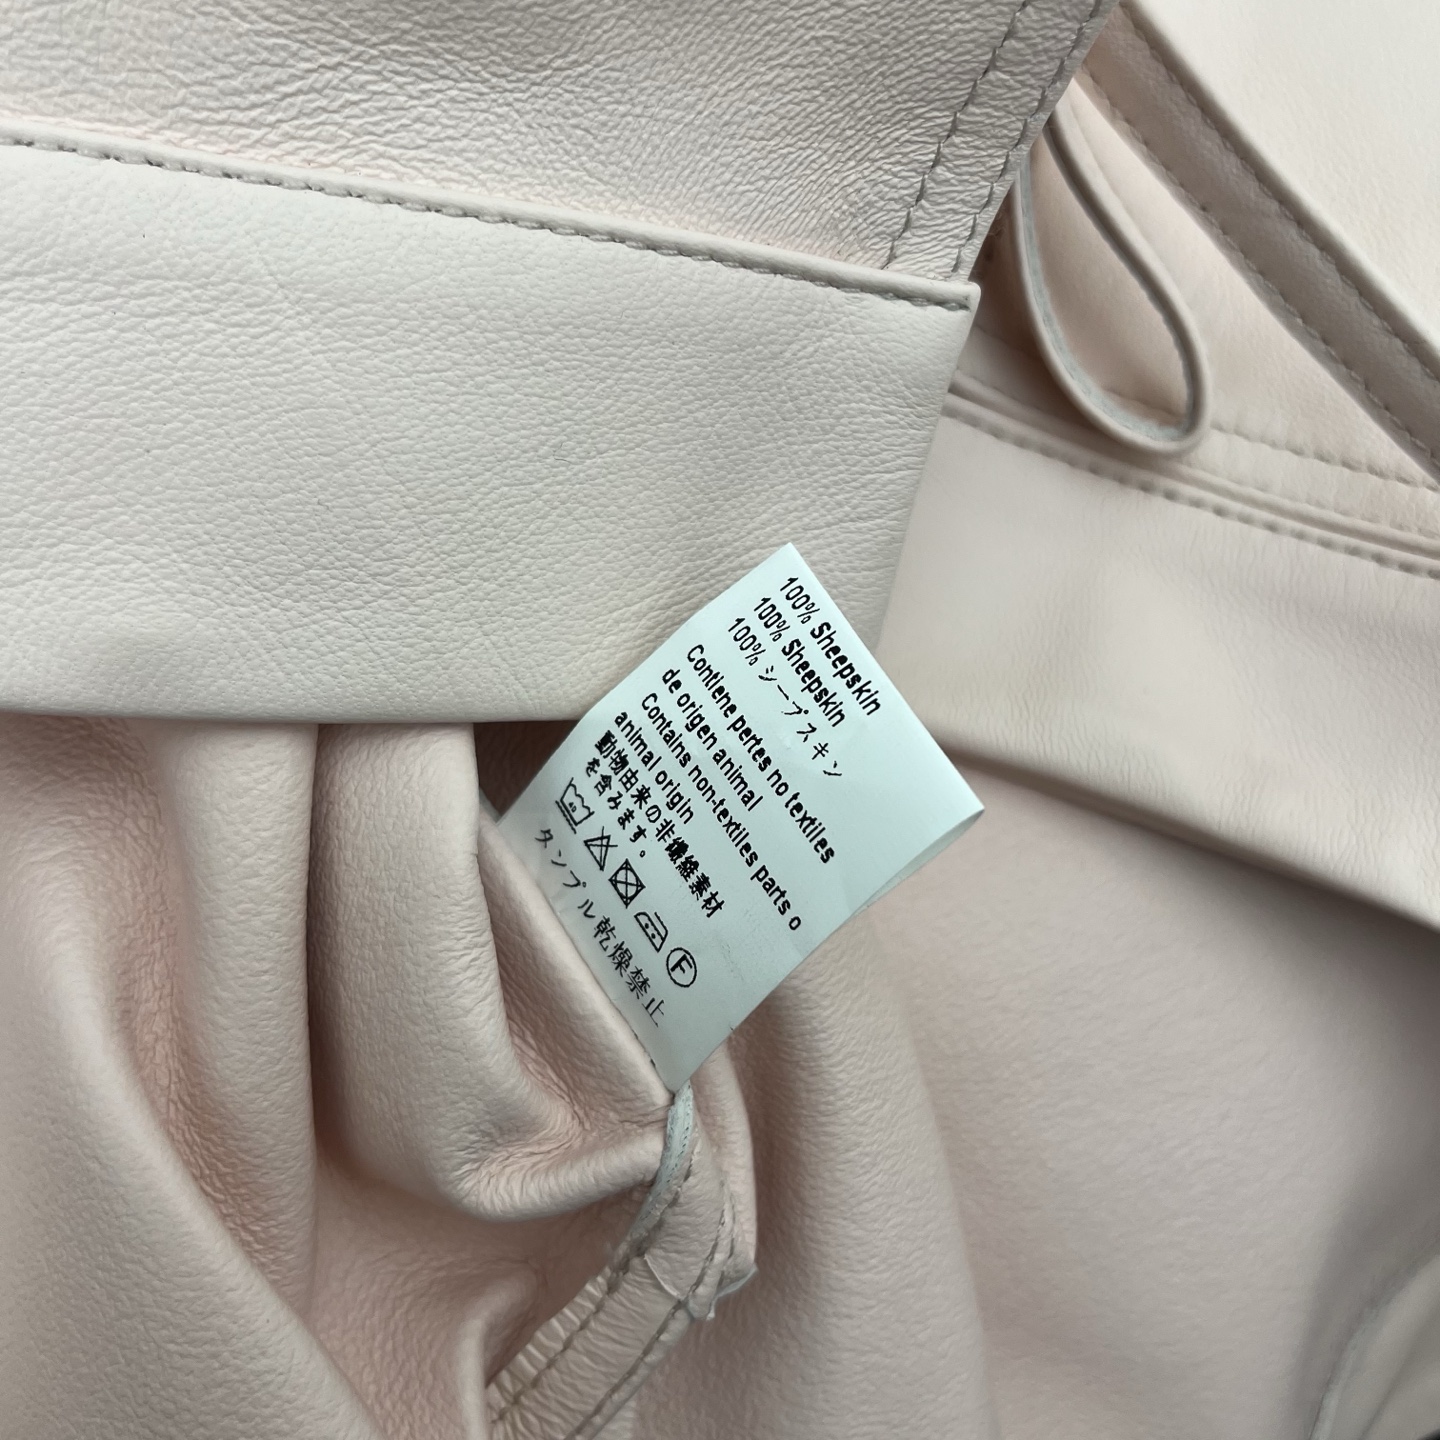 100% Sheepskin
100% Sheepskin
100% シープスキン
Contiene pertes no textiles
de origen animal
Contains non-textiles parts o
animal origin
動物由来の非繊維素材
を含みます。
F
タンブル乾燥禁止